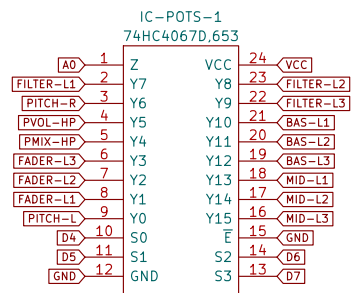 IC-POTS-1
74HC4067D,653
A0 1 Z VCC 24 VCC
FILTER-L1 2 Y7 Y8 23 FILTER-L2
PITCH-R 3 Y6 Y9 22 FILTER-L3
PVOL-HP 4 Y5 Y10 21 BAS-L1
PMIX-HP 5 Y4 Y11 20 BAS-L2
FADER-L3 6 Y3 Y12 19 BAS-L3
FADER-L2 7 Y2 Y13 18 MID-L1
FADER-L1 8 Y1 Y14 17 MID-L2
PITCH-L 9 Y0 Y15 16 MID-L3
D4 10 S0 E 15 GND
D5 11 S1 S2 14 D6
GND 12 GND S3 13 D7